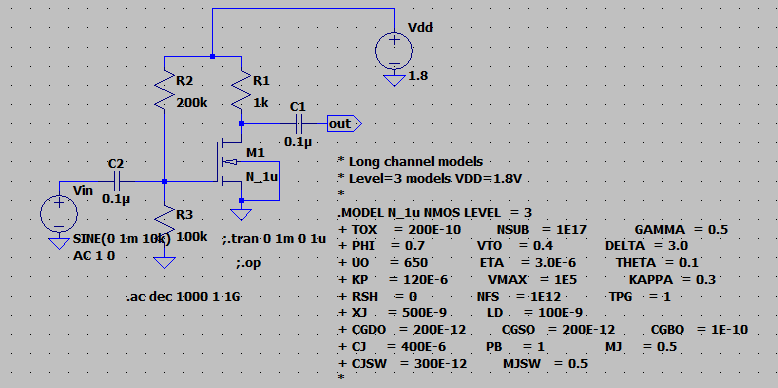 Vdd
1.8
R2
200k
R1
1k
C1
0.1µ
out
M1
N_1u
C2
0.1µ
Vin
SINE(0 1m 10k)
AC 1 0
R3
100k
;.tran 0 1m 0 1u
;.op
.ac dec 1000 1 1G
* Long channel models
* Level=3 models VDD=1.8V
*
.MODEL N_1u NMOS LEVEL = 3
+ TOX = 200E-10 NSUB = 1E17 GAMMA = 0.5
+ PHI = 0.7 VTO = 0.4 DELTA = 3.0
+ UO = 650 ETA = 3.0E-6 THETA = 0.1
+ KP = 120E-6 VMAX = 1E5 KAPPA = 0.3
+ RSH = 0 NFS = 1E12 TPG = 1
+ XJ = 500E-9 LD = 100E-9
+ CGDO = 200E-12 CGSO = 200E-12 CGBO = 1E-10
+ CJ = 400E-6 PB = 1 MJ = 0.5
+ CJSW = 300E-12 MJSW = 0.5
*